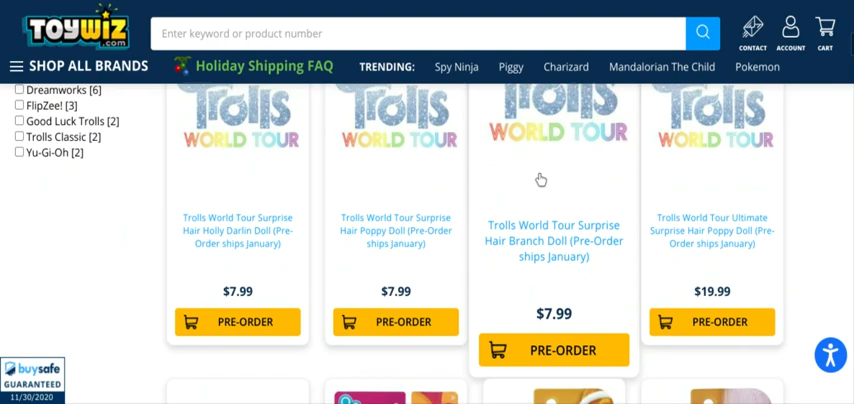 TOYWIZ
.com
Enter keyword or product number
CONTACT
ACCOUNT
CART
SHOP ALL BRANDS
Holiday Shipping FAQ
TRENDING:
Spy Ninja
Piggy
Charizard
Mandalorian The Child
Pokemon
Dreamworks [6]
FlipZee! [3]
Good Luck Trolls [2]
Trolls Classic [2]
Yu-Gi-Oh [2]
Trolls
WORLD TOUR
Trolls World Tour Surprise
Hair Holly Darlin Doll (Pre-
Order ships January)
$7.99
PRE-ORDER
Trolls
WORLD TOUR
Trolls World Tour Surprise
Hair Poppy Doll (Pre-Order
ships January)
$7.99
PRE-ORDER
Trolls
WORLD TOUR
Trolls World Tour Surprise
Hair Branch Doll (Pre-Order
ships January)
$7.99
PRE-ORDER
Trolls
WORLD TOUR
Trolls World Tour Ultimate
Surprise Hair Poppy Doll (Pre-
Order ships January)
$19.99
PRE-ORDER
buySafe
GUARANTEED
11/30/2020